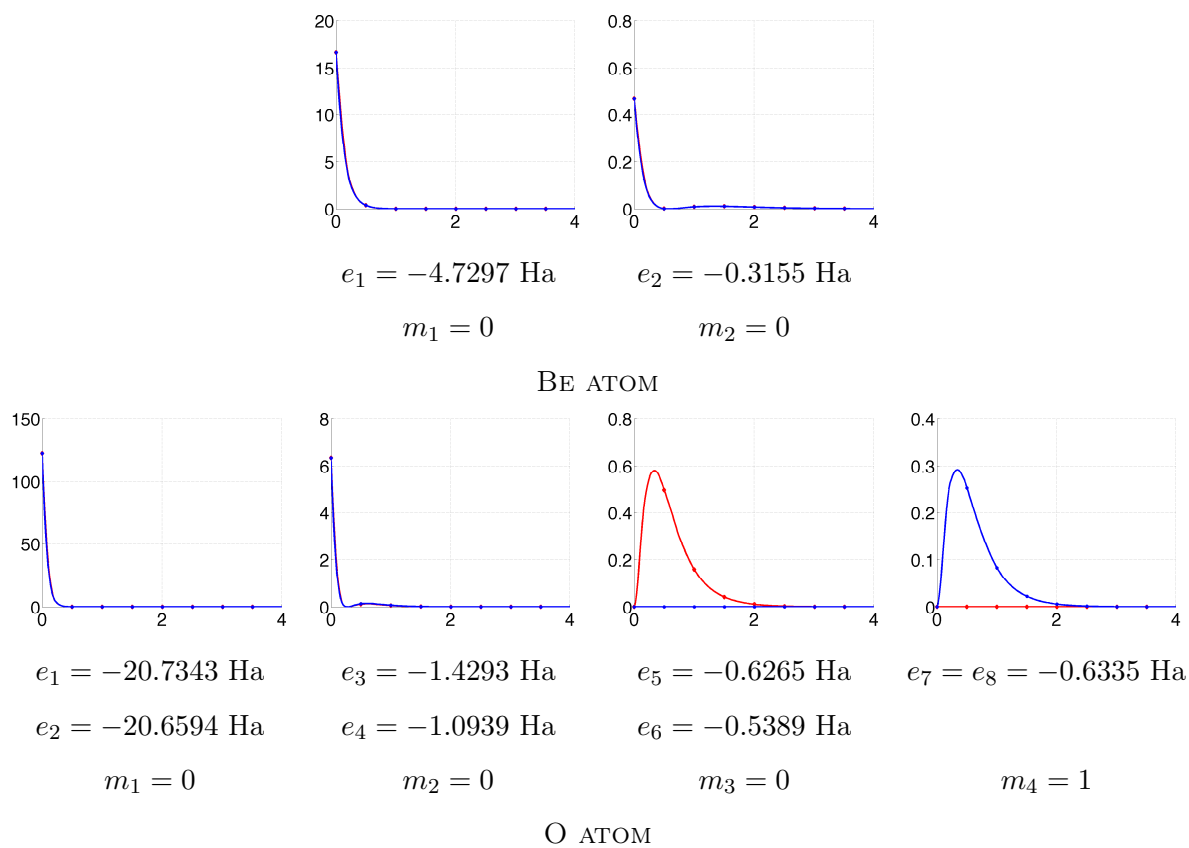 20 15 10 5 0 0 2 4
0.8 0.6 0.4 0.2 0 0 2 4
e₁ = −4.7297 Ha e₂ = −0.3155 Ha
m₁ = 0 m₂ = 0
BE ATOM
150 100 50 0 0 2 4
8 6 4 2 0 0 2 4
0.8 0.6 0.4 0.2 0 0 2 4
0.4 0.3 0.2 0.1 0 0 2 4
e₁ = −20.7343 Ha e₃ = −1.4293 Ha e₅ = −0.6265 Ha e₇ = e₈ = −0.6335 Ha
e₂ = −20.6594 Ha e₄ = −1.0939 Ha e₆ = −0.5389 Ha
m₁ = 0 m₂ = 0 m₃ = 0 m₄ = 1
O ATOM